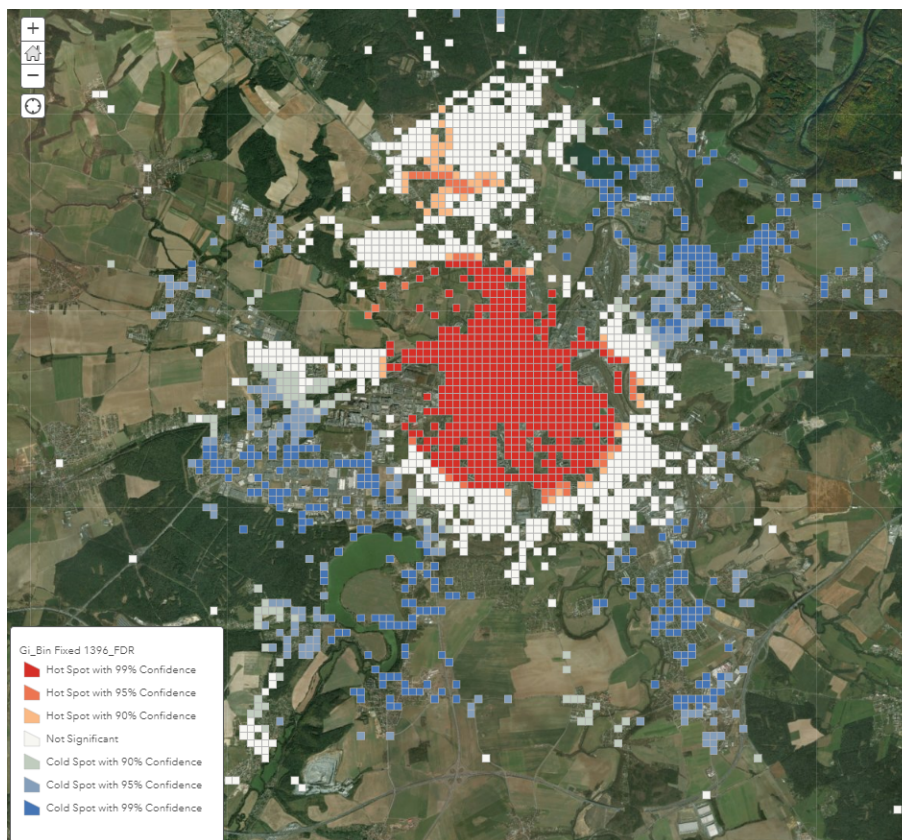 +
−
Gi_Bin Fixed 1396_FDR
Hot Spot with 99% Confidence
Hot Spot with 95% Confidence
Hot Spot with 90% Confidence
Not Significant
Cold Spot with 90% Confidence
Cold Spot with 95% Confidence
Cold Spot with 99% Confidence